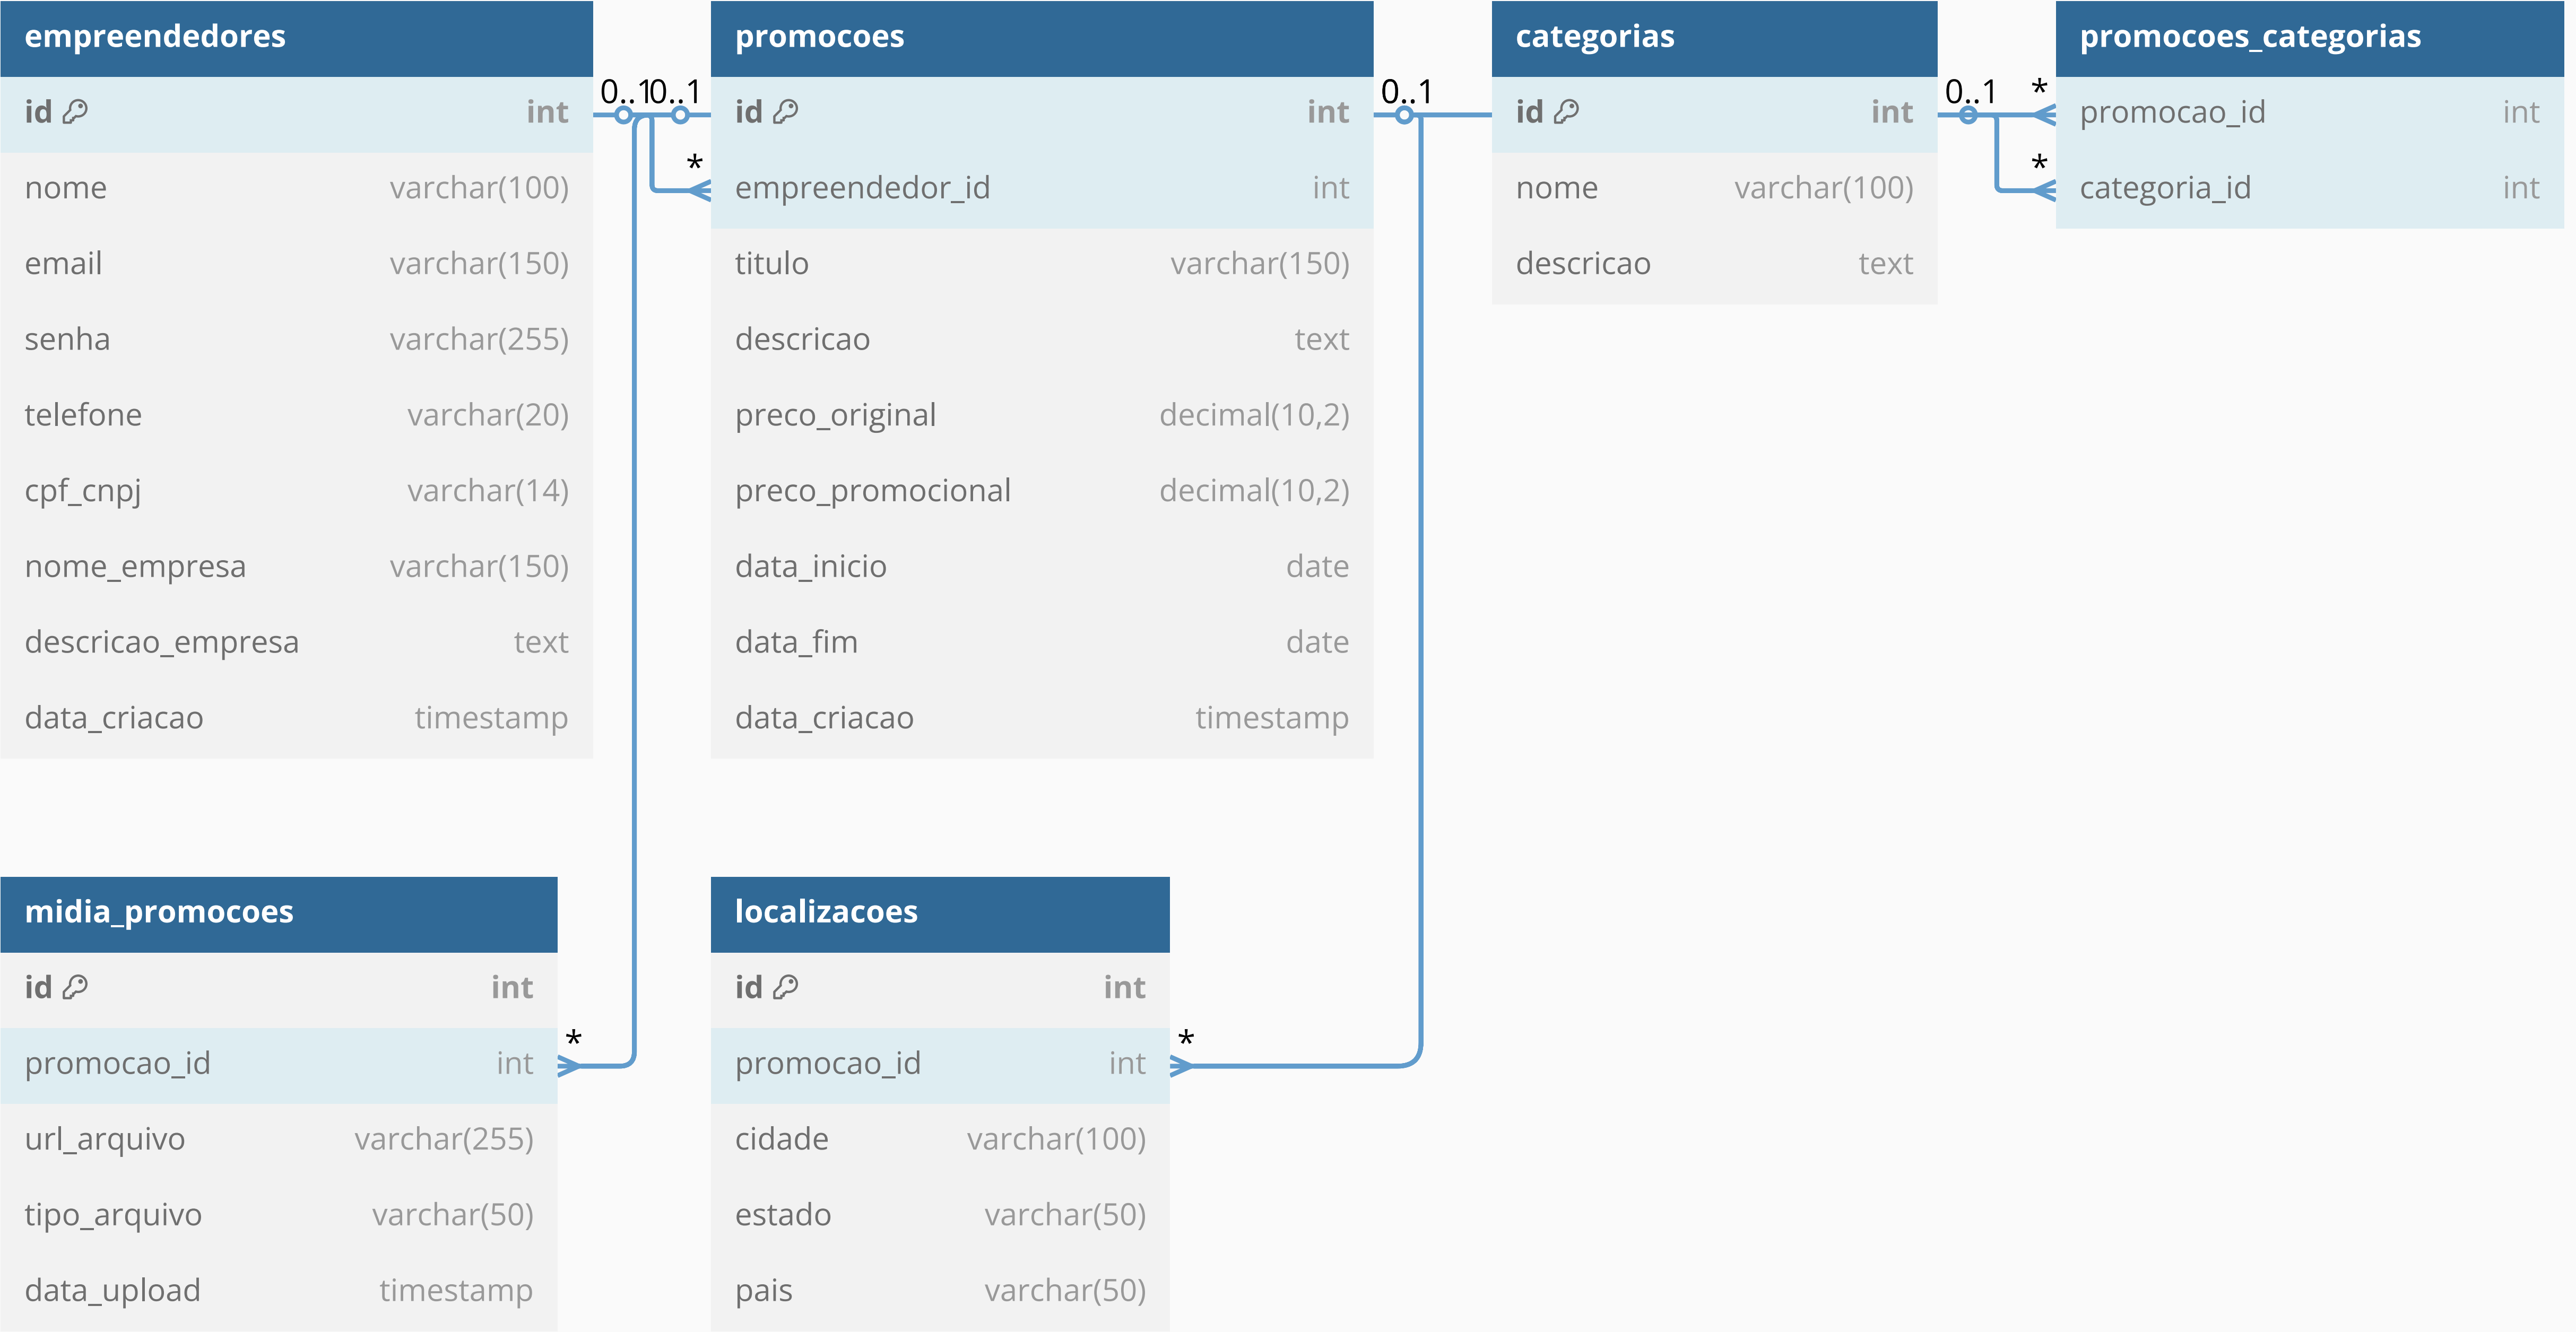 empreendedores
id int
nome varchar(100)
email varchar(150)
senha varchar(255)
telefone varchar(20)
cpf_cnpj varchar(14)
nome_empresa varchar(150)
descricao_empresa text
data_criacao timestamp
0..1
0..1
*
promocoes
id int
empreendedor_id int
titulo varchar(150)
descricao text
preco_original decimal(10,2)
preco_promocional decimal(10,2)
data_inicio date
data_fim date
data_criacao timestamp
0..1
categorias
id int
nome varchar(100)
descricao text
0..1
*
*
promocoes_categorias
promocao_id int
categoria_id int
midia_promocoes
id int
promocao_id int
url_arquivo varchar(255)
tipo_arquivo varchar(50)
data_upload timestamp
*
localizacoes
id int
promocao_id int
cidade varchar(100)
estado varchar(50)
pais varchar(50)
*